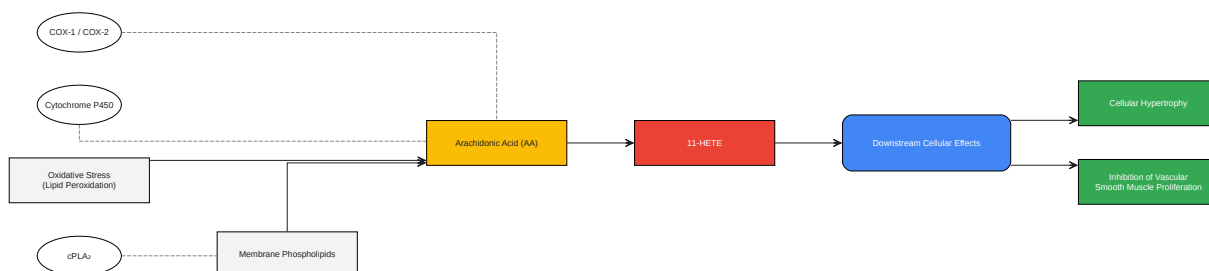 COX-1 / COX-2
Cytochrome P450
Oxidative Stress
(Lipid Peroxidation)
cPLA₂
Membrane Phospholipids
Arachidonic Acid (AA)
11-HETE
Downstream Cellular Effects
Cellular Hypertrophy
Inhibition of Vascular
Smooth Muscle Proliferation